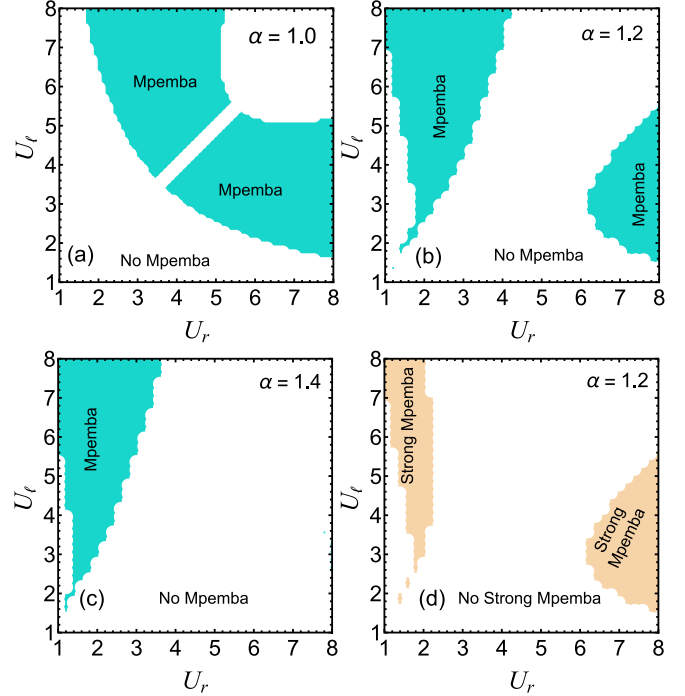 8
7
6
5
4
3
2
1
U_ℓ
α = 1.0
Mpemba
Mpemba
(a)
No Mpemba
1 2 3 4 5 6 7 8
U_r
8
7
6
5
4
3
2
1
U_ℓ
α = 1.2
Mpemba
Mpemba
(b)
No Mpemba
1 2 3 4 5 6 7 8
U_r
8
7
6
5
4
3
2
1
U_ℓ
α = 1.4
Mpemba
(c)
No Mpemba
1 2 3 4 5 6 7 8
U_r
8
7
6
5
4
3
2
1
U_ℓ
α = 1.2
Strong Mpemba
Strong
Mpemba
(d)
No Strong Mpemba
1 2 3 4 5 6 7 8
U_r